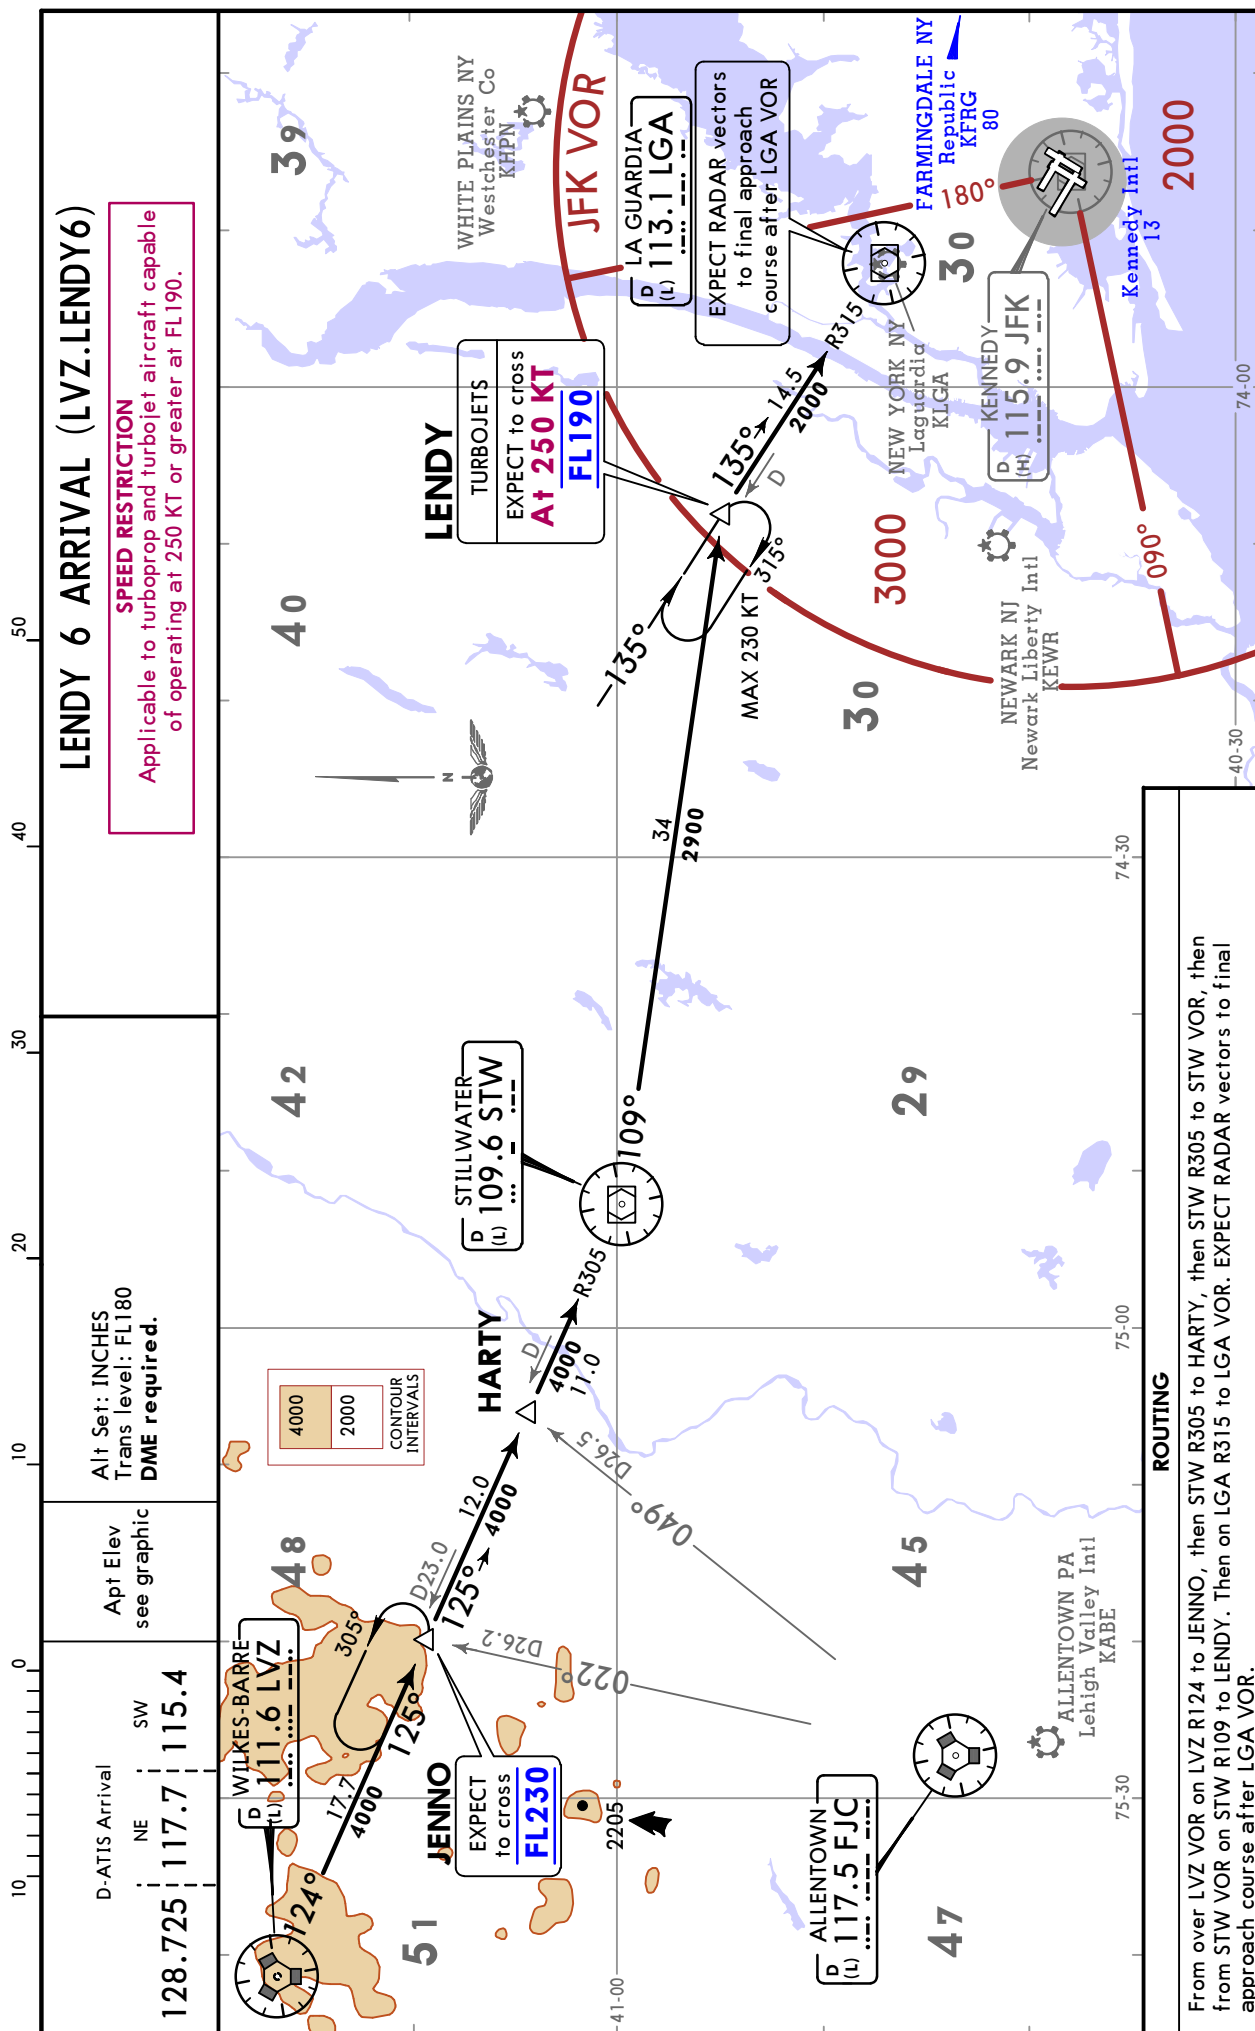 LENDY 6 ARRIVAL (LVZ.LENDY6)
SPEED RESTRICTION
Applicable to turboprop and turbojet aircraft capable
of operating at 250 KT or greater at FL190.
Alt Set: INCHES
Trans level: FL180
DME required.
Apt Elev
see graphic
D-ATIS Arrival
NE
SW
128.725
117.7
115.4
10
0
10
20
30
40
50
51
48
42
40
39
47
45
29
30
30
CONTOUR
INTERVALS
4000
2000
WILKES-BARRE
D
(L)
111.6 LVZ
124°
17.7
4000
125°
305°
JENNO
EXPECT
to cross
FL230
D23.0
125°
12.0
4000
D26.2
022°
D26.5
049°
HARTY
D
4000
11.0
R305
STILLWATER
D
(L)
109.6 STW
109°
34
2900
LENDY
TURBOJETS
EXPECT to cross
At 250 KT
FL190
135°
MAX 230 KT
315°
135°
14.5
2000
D
R315
LA GUARDIA
D
(L)
113.1 LGA
EXPECT RADAR vectors
to final approach
course after LGA VOR
JFK VOR
3000
2000
180°
090°
WHITE PLAINS NY
Westchester Co
KHPN
FARMINGDALE NY
Republic
KFRG
80
NEW YORK NY
Laguardia
KLGA
KENNEDY
D
(H)
115.9 JFK
Kennedy Intl
13
NEWARK NJ
Newark Liberty Intl
KEWR
N
2205
ALLENTOWN
D
(L)
117.5 FJC
ALLENTOWN PA
Lehigh Valley Intl
KABE
41-00
75-30
75-00
74-30
74-00
40-30
ROUTING
From over LVZ VOR on LVZ R124 to JENNO, then STW R305 to HARTY, then STW R305 to STW VOR, then
from STW VOR on STW R109 to LENDY. Then on LGA R315 to LGA VOR. EXPECT RADAR vectors to final
approach course after LGA VOR.